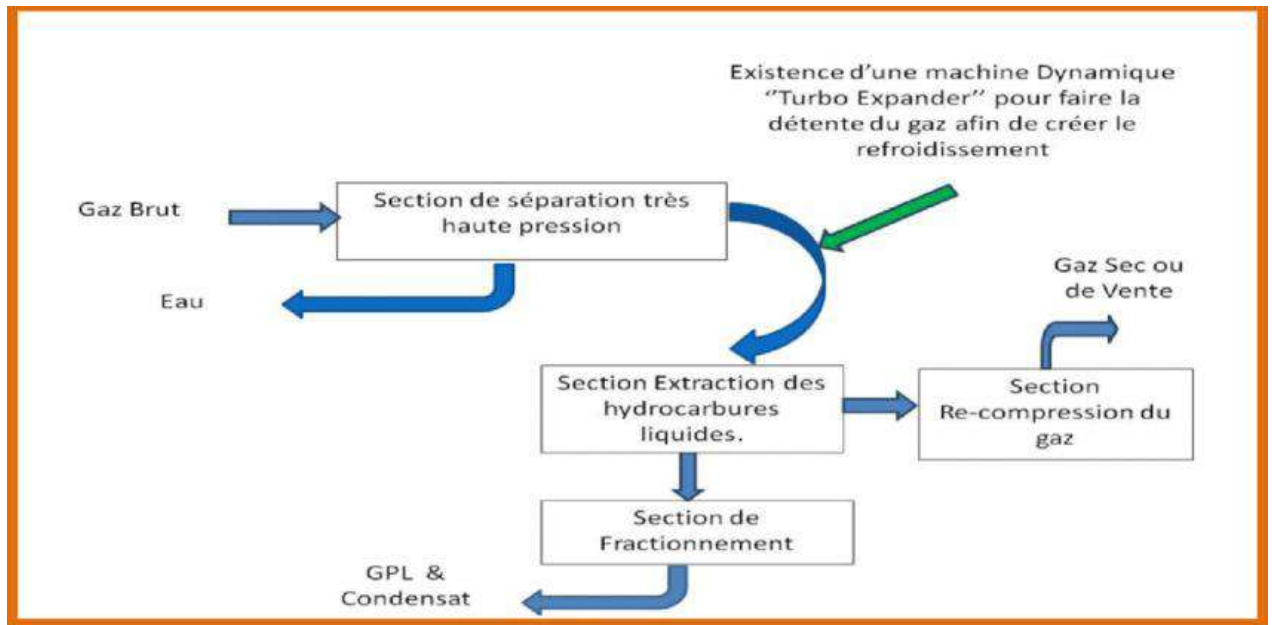 Existence d'une machine Dynamique
‘’Turbo Expander’’ pour faire la
détente du gaz afin de créer le
refroidissement
Gaz Brut
Section de séparation très
haute pression
Eau
Gaz Sec ou
de Vente
Section Extraction des
hydrocarbures
liquides.
Section
Re-compression du
gaz
Section de
Fractionnement
GPL &
Condensat